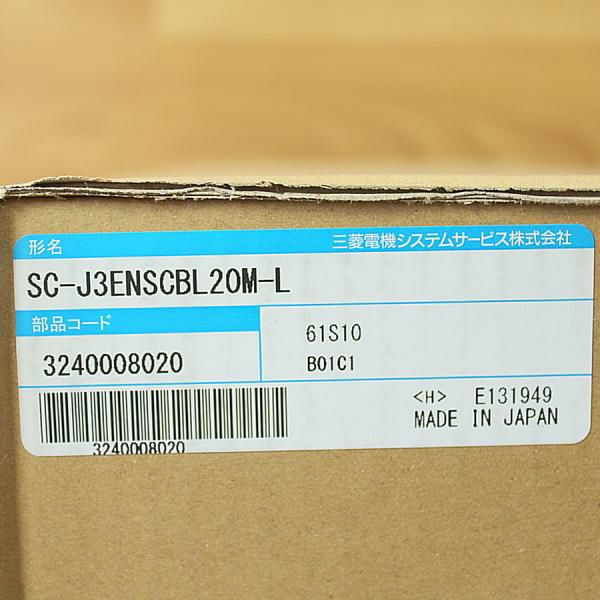 形名 三菱電機システムサービス株式会社
SC-J3ENSCBL20M-L
部品コード
61S10
3240008020
B01C1
<H> E131949
MADE IN JAPAN
3240008020